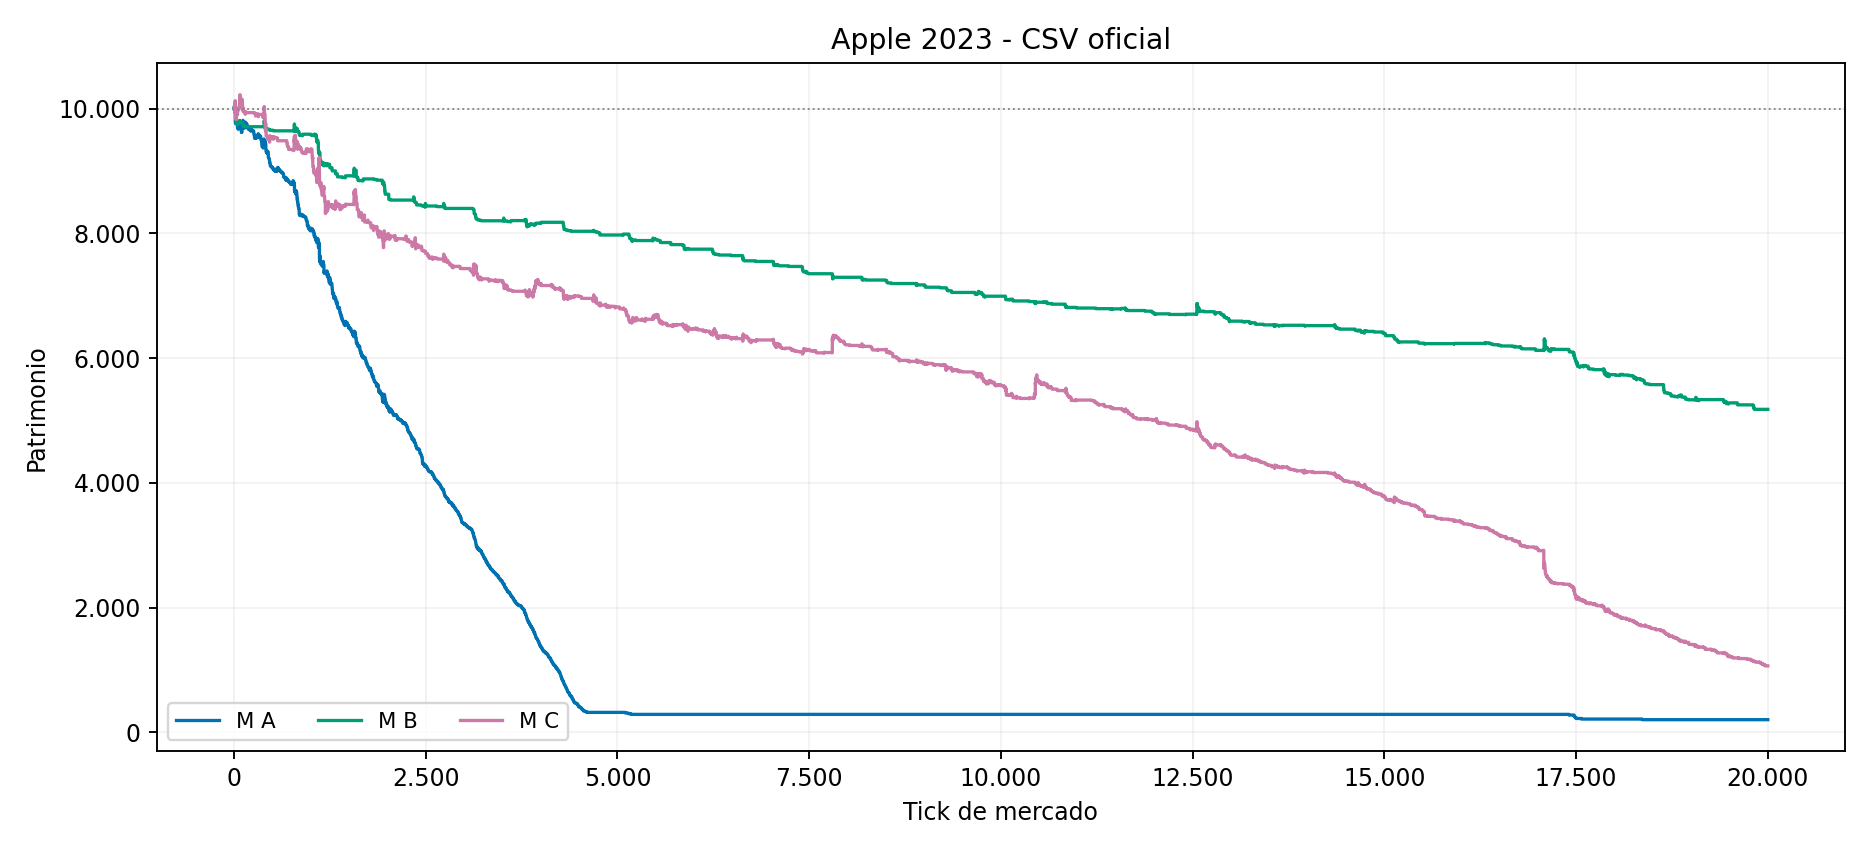 Apple 2023 - CSV oficial
Patrimonio
10.000
8.000
6.000
4.000
2.000
0
M A M B M C
0 2.500 5.000 7.500 10.000 12.500 15.000 17.500 20.000
Tick de mercado